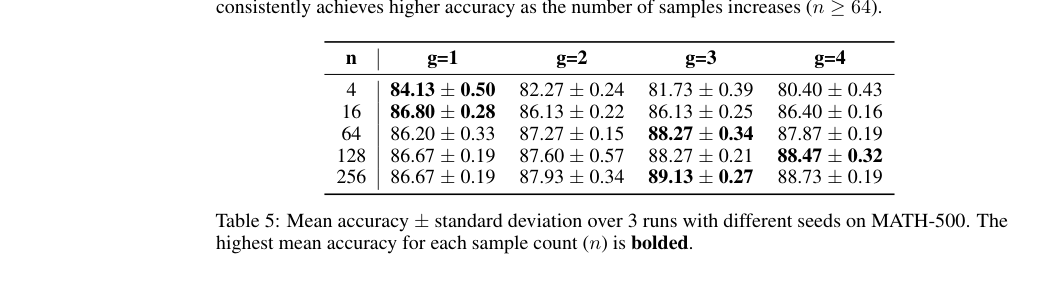 consistently achieves higher accuracy as the number of samples increases (n ≥ 64).
n g=1 g=2 g=3 g=4
4 84.13 ± 0.50 82.27 ± 0.24 81.73 ± 0.39 80.40 ± 0.43
16 86.80 ± 0.28 86.13 ± 0.22 86.13 ± 0.25 86.40 ± 0.16
64 86.20 ± 0.33 87.27 ± 0.15 88.27 ± 0.34 87.87 ± 0.19
128 86.67 ± 0.19 87.60 ± 0.57 88.27 ± 0.21 88.47 ± 0.32
256 86.67 ± 0.19 87.93 ± 0.34 89.13 ± 0.27 88.73 ± 0.19
Table 5: Mean accuracy ± standard deviation over 3 runs with different seeds on MATH-500. The
highest mean accuracy for each sample count (n) is bolded.